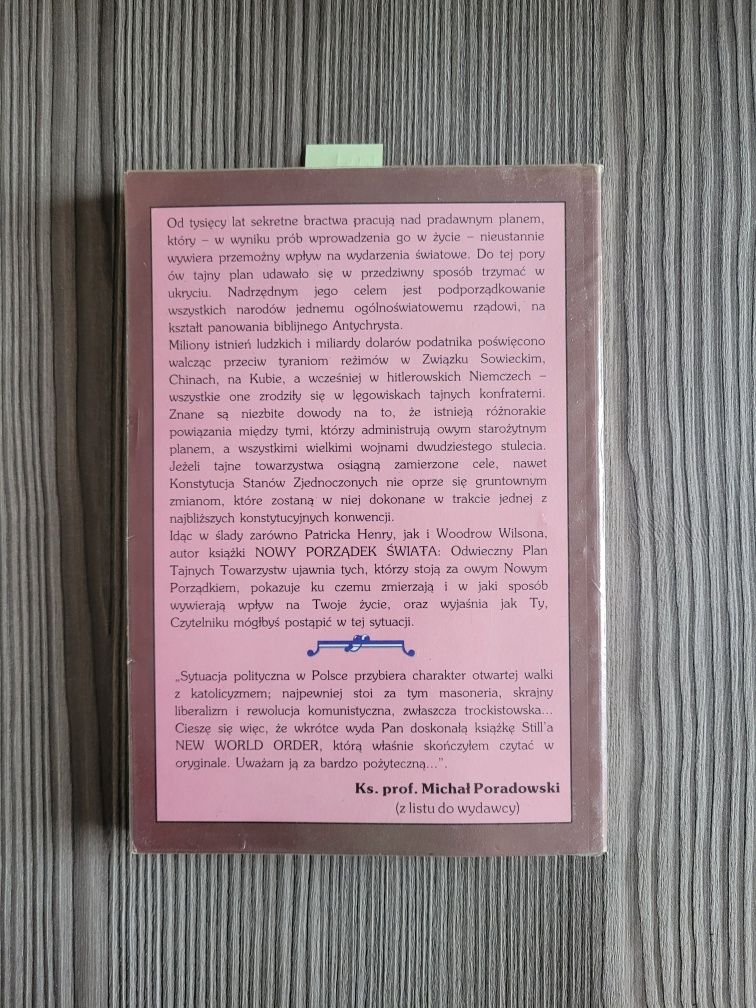 Od tysięcy lat sekretne bractwa pracują nad pradawnym planem,
który – w wyniku prób wprowadzenia go w życie – nieustannie
wywiera przemożny wpływ na wydarzenia światowe. Do tej pory
ów tajny plan udawało się w przedziwny sposób trzymać w
ukryciu. Nadrzędnym jego celem jest podporządkowanie
wszystkich narodów jednemu ogólnoświatowemu rządowi, na
kształt panowania biblijnego Antychrysta.
Miliony istnień ludzkich i miliardy dolarów podatnika poświęcono
walcząc przeciw tyraniom reżimów w Związku Sowieckim,
Chinach, na Kubie, a wcześniej w hitlerowskich Niemczech –
wszystkie one zrodziły się w lęgowiskach tajnych konfraterni.
Znane są niezbite dowody na to, że istnieją różnorakie
powiązania między tymi, którzy administrują owym starożytnym
planem, a wszystkimi wielkimi wojnami dwudziestego stulecia.
Jeżeli tajne towarzystwa osiągną zamierzone cele, nawet
Konstytucja Stanów Zjednoczonych nie oprze się gruntownym
zmianom, które zostaną w niej dokonane w trakcie jednej z
najbliższych konstytucyjnych konwencji.
Idąc w ślady zarówno Patricka Henry, jak i Woodrow Wilsona,
autor książki NOWY PORZĄDEK ŚWIATA: Odwieczny Plan
Tajnych Towarzystw ujawnia tych, którzy stoją za owym Nowym
Porządkiem, pokazuje ku czemu zmierzają i w jaki sposób
wywierają wpływ na Twoje życie, oraz wyjaśnia jak Ty,
Czytelniku mógłbyś postąpić w tej sytuacji.
„Sytuacja polityczna w Polsce przybiera charakter otwartej walki
z katolicyzmem; najpewniej stoi za tym masoneria, skrajny
liberalizm i rewolucja komunistyczna, zwłaszcza trockistowska...
Cieszę się więc, że wkrótce wyda Pan doskonałą książkę Still'a
NEW WORLD ORDER, którą właśnie skończyłem czytać w
oryginale. Uważam ją za bardzo pożyteczną...”.
Ks. prof. Michał Poradowski
(z listu do wydawcy)